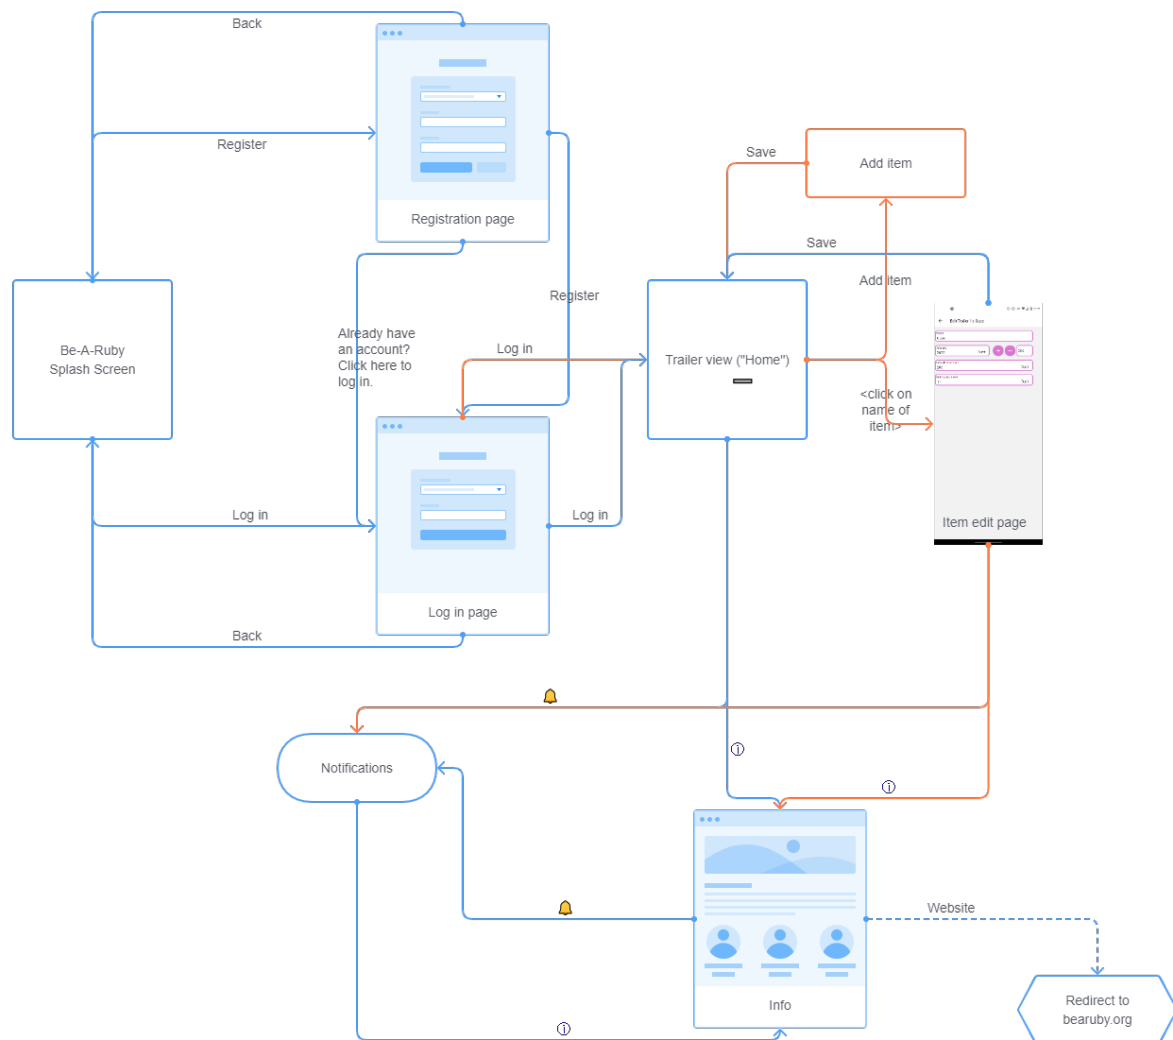 Back
Register
Registration page
Save
Add item
Save
Add item
Register
Be-A-Ruby
Splash Screen
Already have
an account?
Click here to
log in.
Log in
Trailer view ("Home")
<click on
name of
item>
Log in
Log in
Item edit page
Log in page
Back
Notifications
Website
Info
Redirect to
bearuby.org